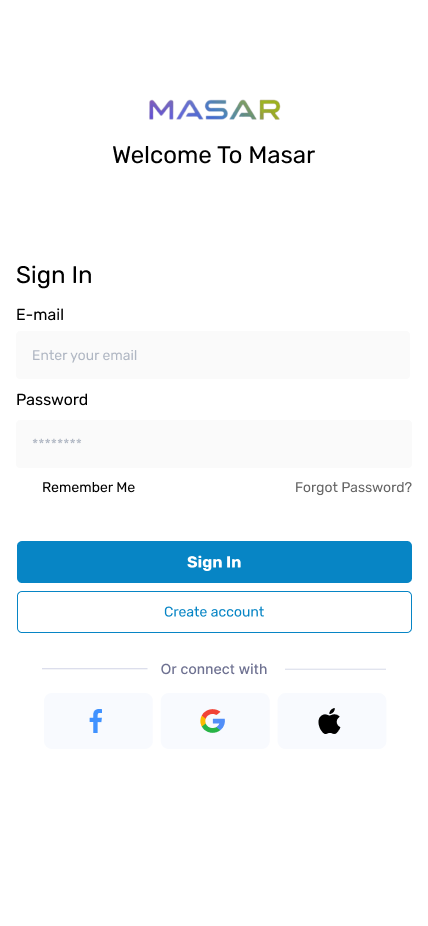 MASAR
Welcome To Masar
Sign In
E-mail
Enter your email
Password
********
Remember Me Forgot Password?
Sign In
Create account
Or connect with